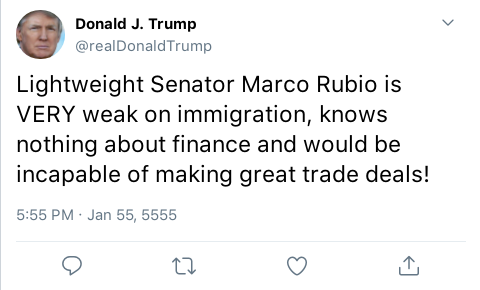 Donald J. Trump
@realDonaldTrump
Lightweight Senator Marco Rubio is
VERY weak on immigration, knows
nothing about finance and would be
incapable of making great trade deals!
5:55 PM · Jan 55, 5555